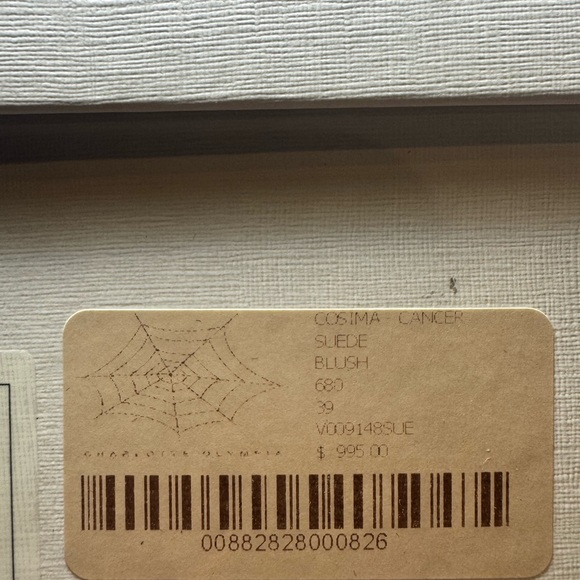 COSIMA - CANCER
SUEDE
BLUSH
680
39
V009148SUE
$ 995.00
CHARLOTTE OLYMPIA
00882828000826